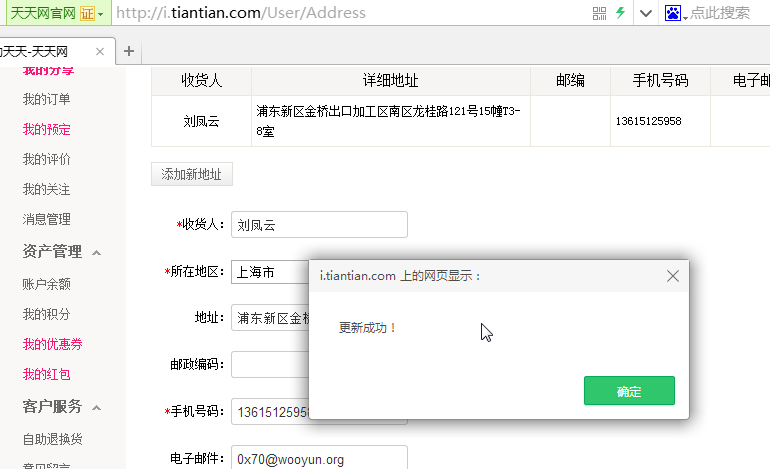 天天网官网 证 http://i.tiantian.com/User/Address 点此搜索
天天-天天网
我的分享
我的订单
我的预定
我的评价
我的关注
消息管理
资产管理
账户余额
我的积分
我的优惠券
我的红包
客户服务
自助退换货
收货人 详细地址 邮编 手机号码 电子邮
刘凤云 浦东新区金桥出口加工区南区龙桂路121号15幢T3- 13615125958
8室
添加新地址
*收货人: 刘凤云
*所在地区: 上海市
地址: 浦东新区金桥
邮政编码:
*手机号码: 13615125958
电子邮件: 0x70@wooyun.org
i.tiantian.com 上的网页显示：
更新成功！
确定